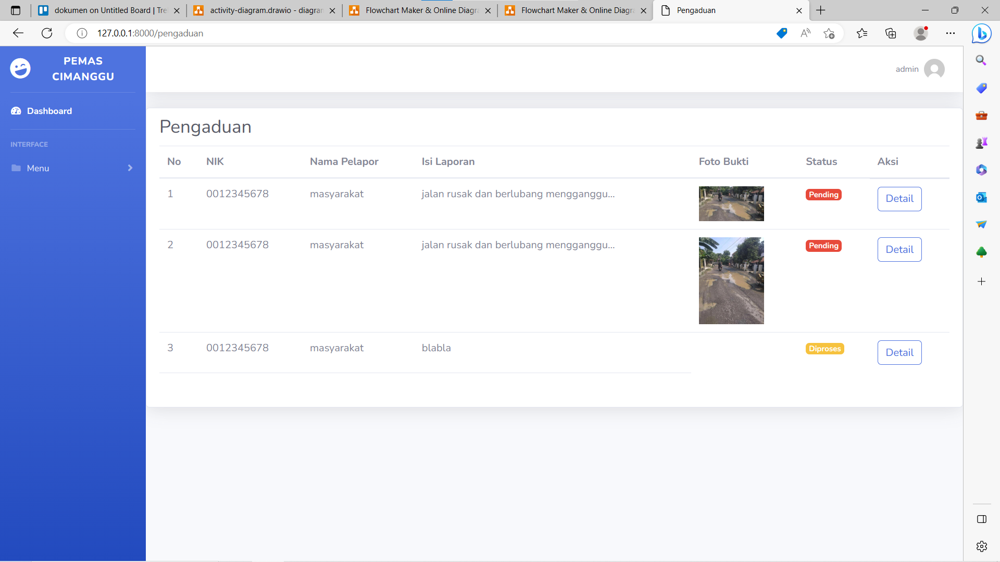 dokumen on Untitled Board | Tre
activity-diagram.drawio - diagram
Flowchart Maker & Online Diagra
Flowchart Maker & Online Diagra
Pengaduan
127.0.0.1:8000/pengaduan
PEMAS
CIMANGGU
admin
Dashboard
INTERFACE
Menu
Pengaduan
No NIK Nama Pelapor Isi Laporan Foto Bukti Status Aksi
1 0012345678 masyarakat jalan rusak dan berlubang mengganggu... Pending Detail
2 0012345678 masyarakat jalan rusak dan berlubang mengganggu... Pending Detail
3 0012345678 masyarakat blabla Diproses Detail